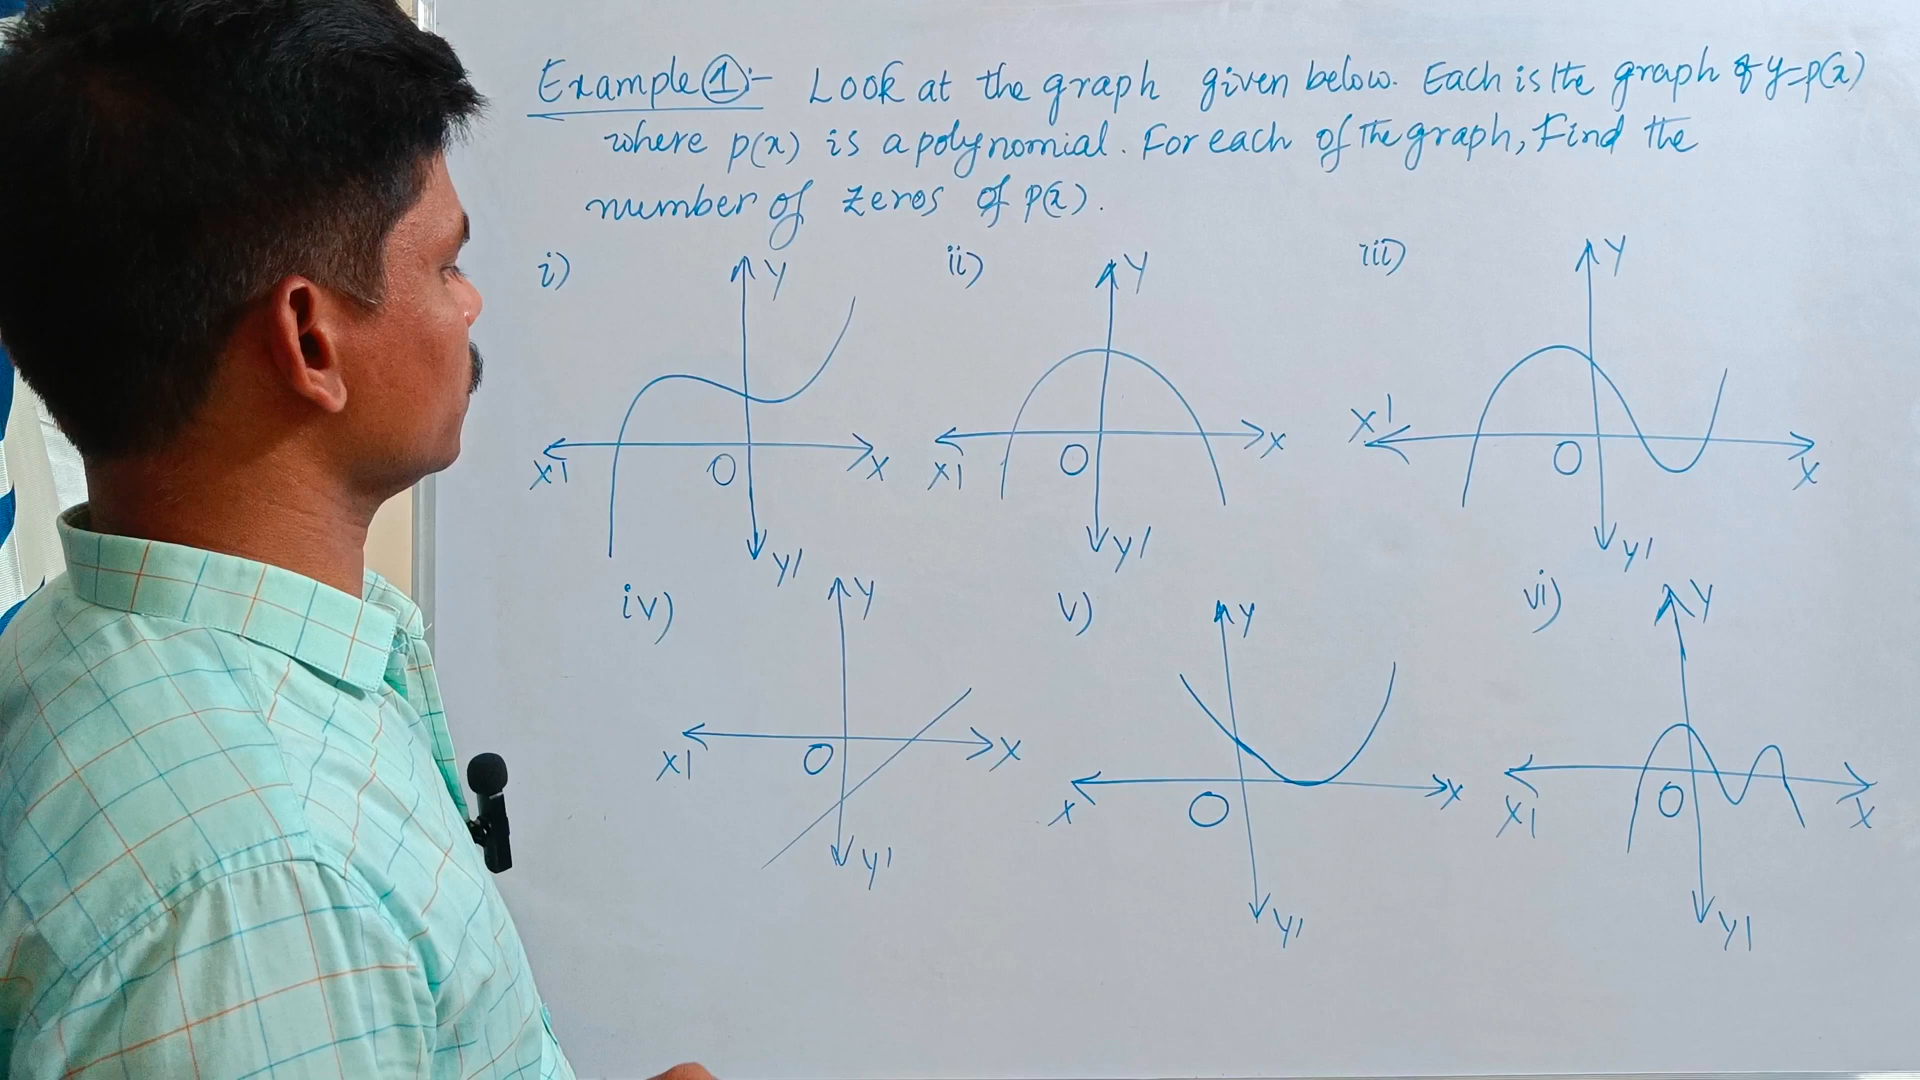 Example ①:- Look at the graph given below. Each is the graph of y=p(x)
where p(x) is a polynomial. For each of the graph, Find the
number of zeros of p(x).
i) ii) iii)
Y Y Y
X' O X X' O X X' O X
Y' Y' Y'
iv) v) vi)
Y Y Y
X' O X X O X X' O X
Y' Y' Y'